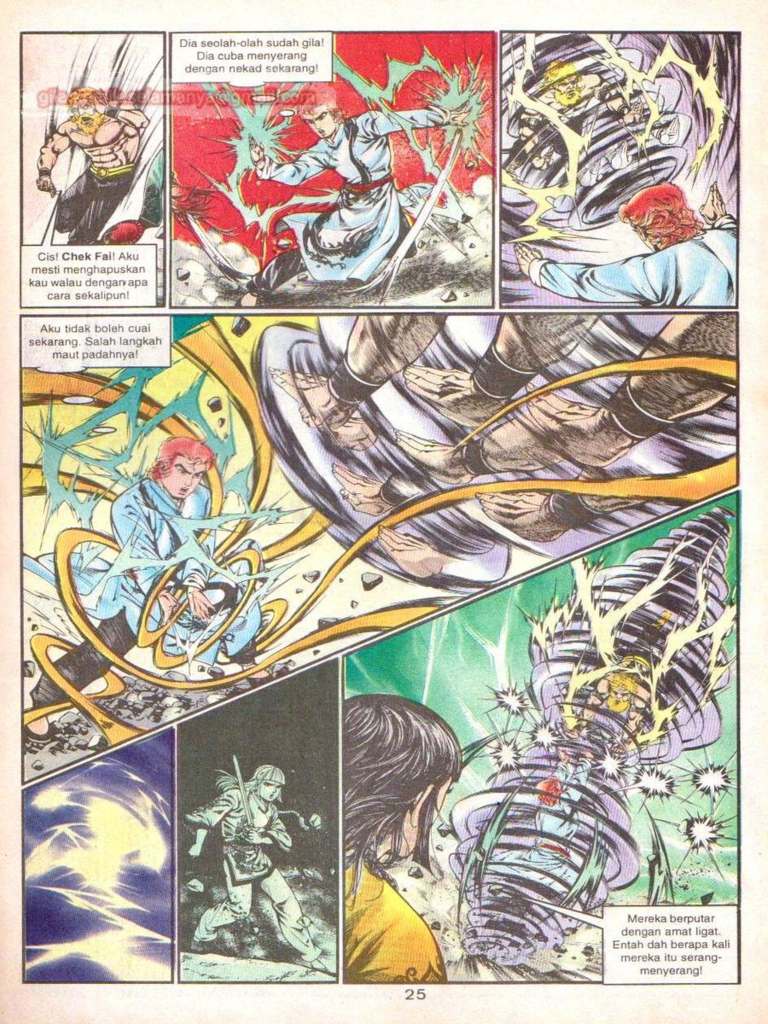 Cis! Chek Fai! Aku
mesti menghapuskan
kau walau dengan apa
cara sekalipun!
Dia seolah-olah sudah gila!
Dia cuba menyerang
dengan nekad sekarang!
Aku tidak boleh cuai
sekarang. Salah langkah
maut padahnya!
Mereka berputar
dengan amat ligat.
Entah dah berapa kali
mereka itu serang-
menyerang!
25